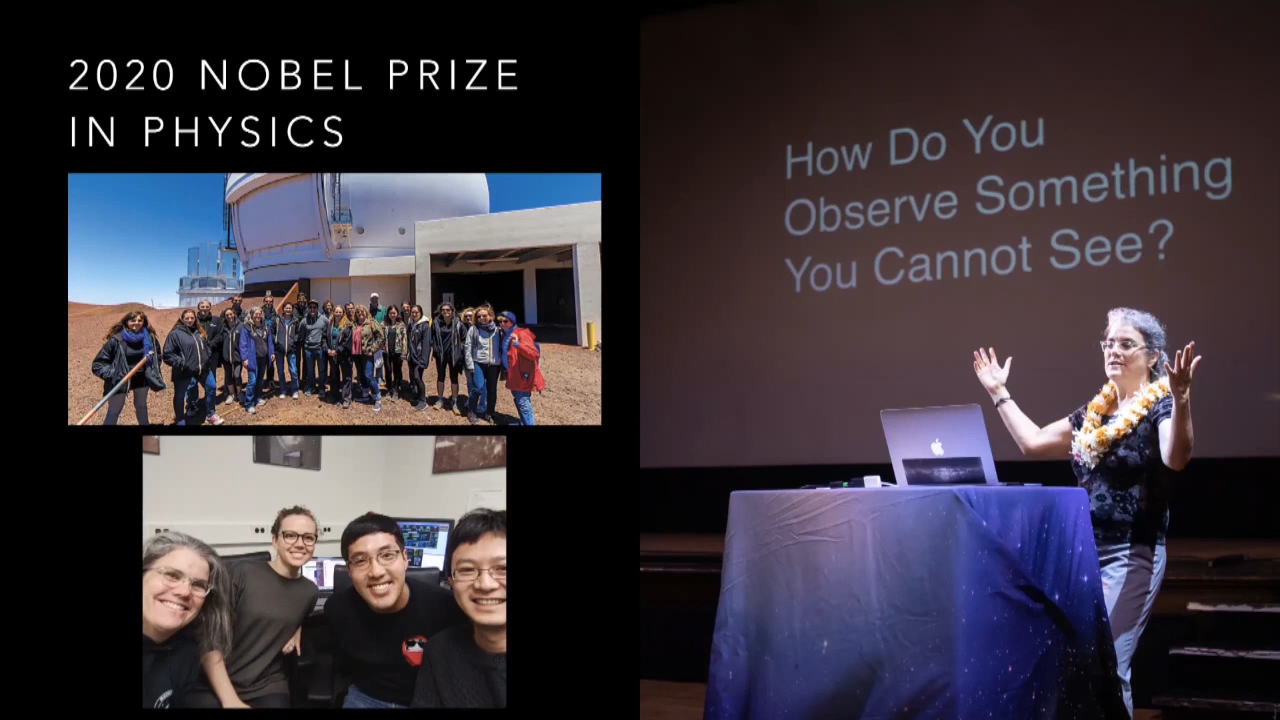 2020 NOBEL PRIZE
IN PHYSICS
How Do You
Observe Something
You Cannot See?